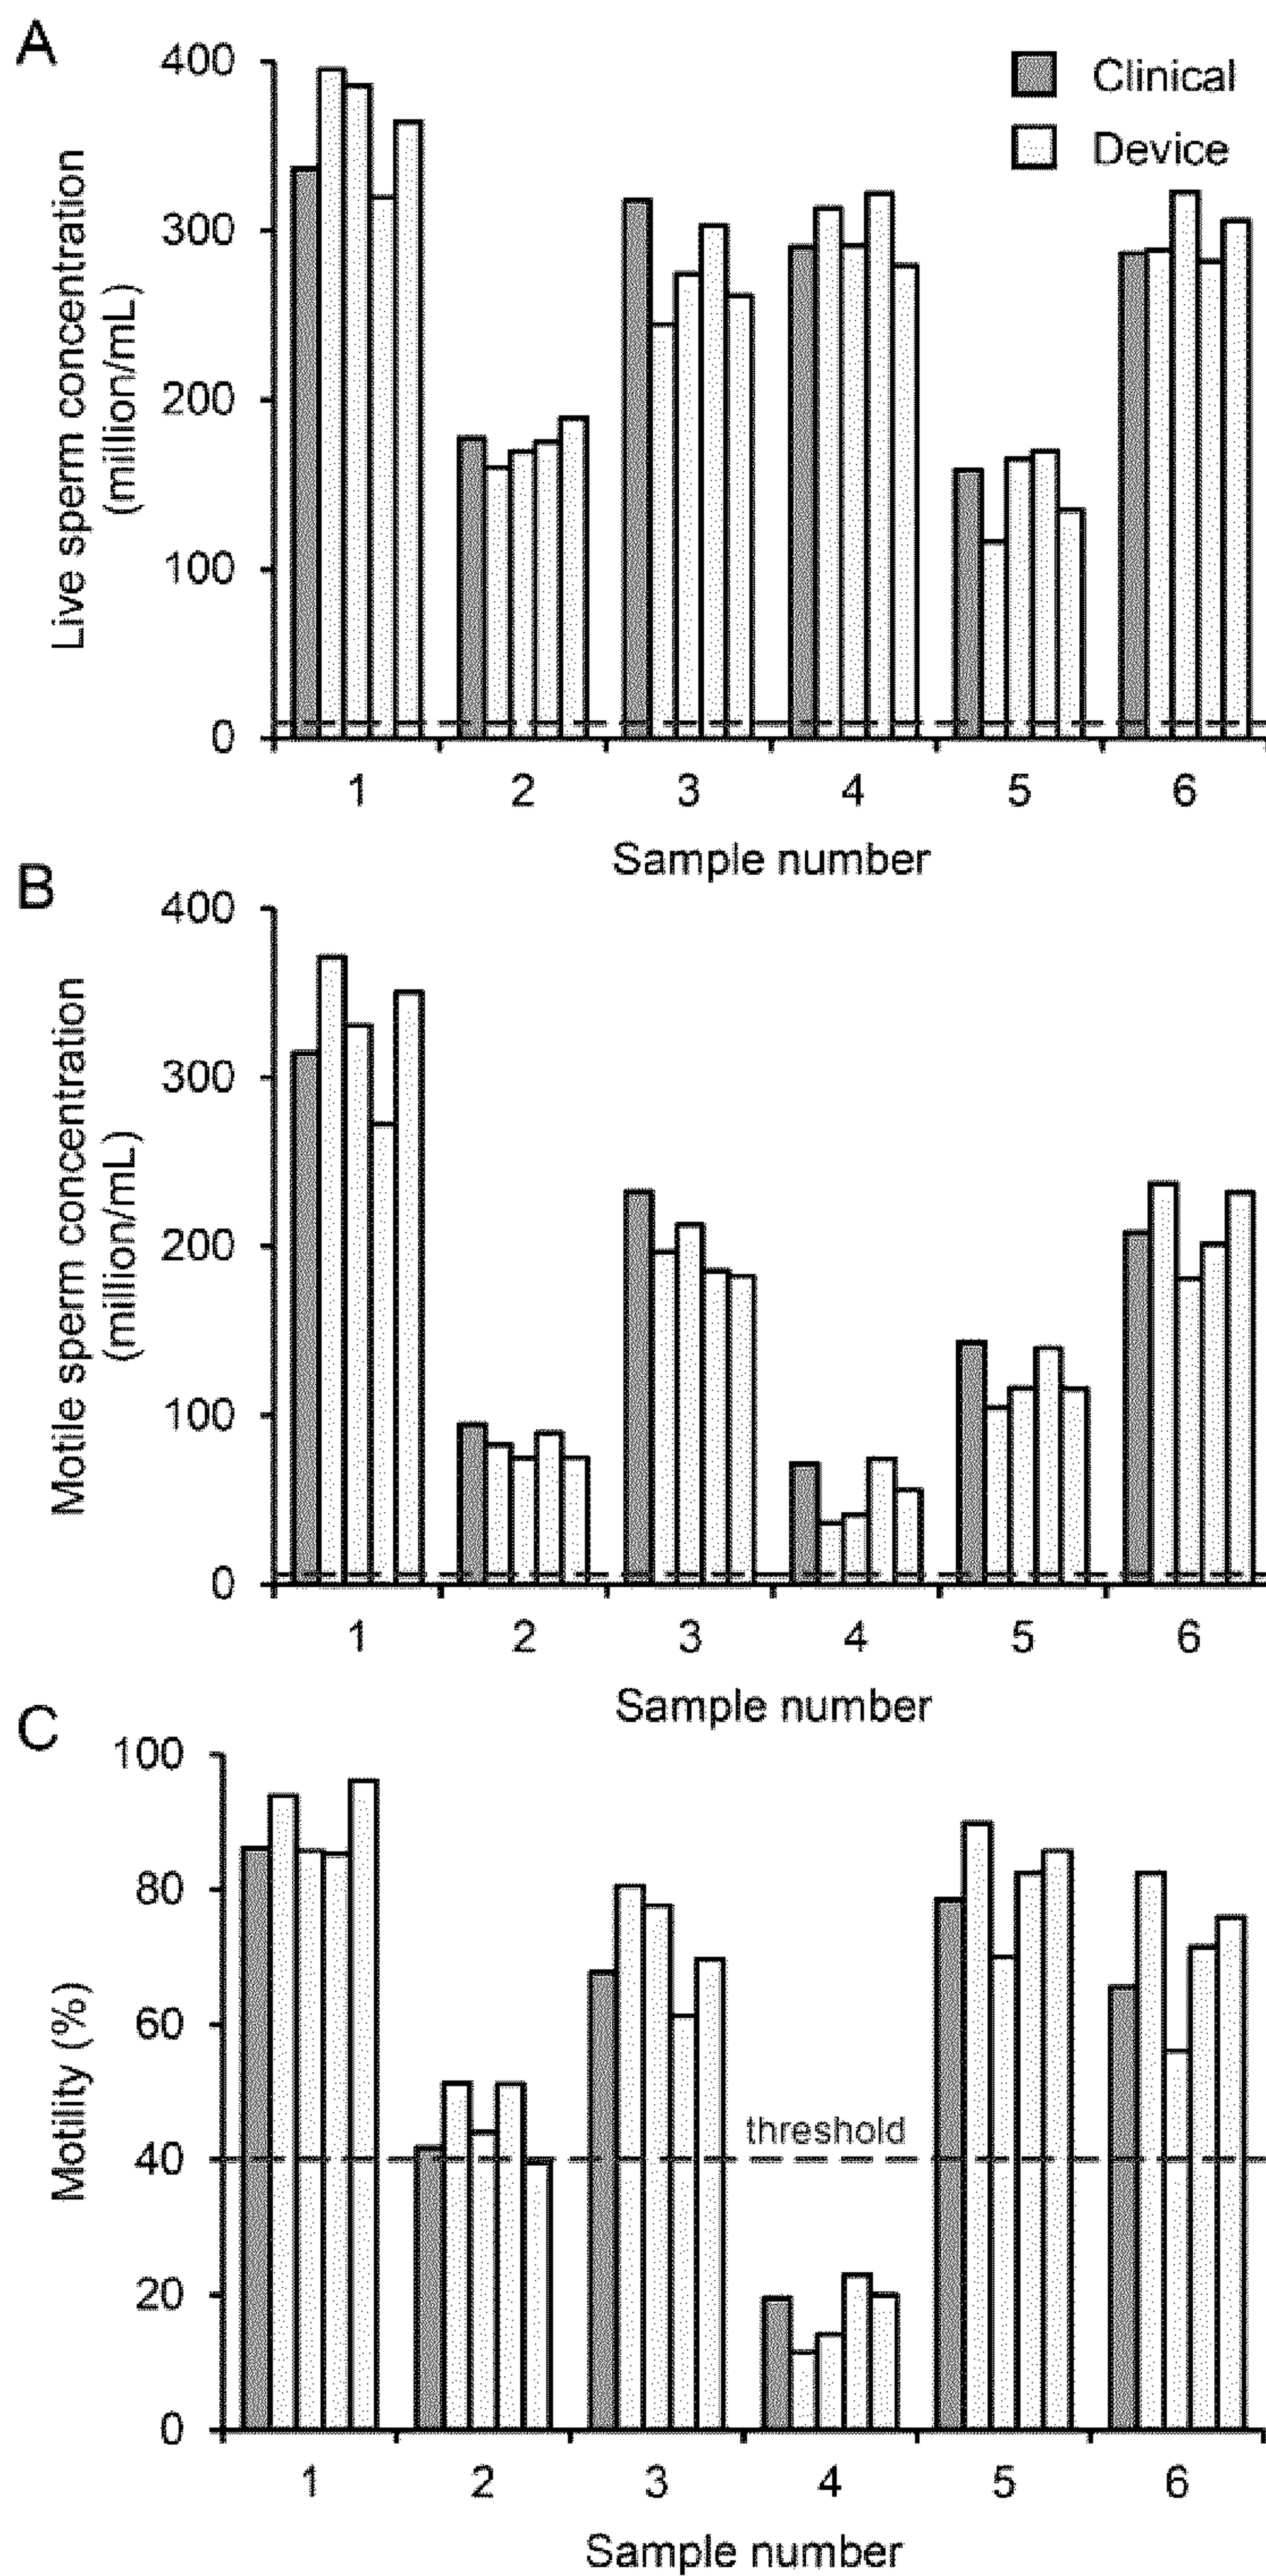 A
400
300
200
100
0
Live sperm concentration
(million/mL)
Clinical
Device
1 2 3 4 5 6
Sample number
B
400
300
200
100
0
Motile sperm concentration
(million/mL)
1 2 3 4 5 6
Sample number
C
100
80
60
40
20
0
Motility (%)
threshold
1 2 3 4 5 6
Sample number